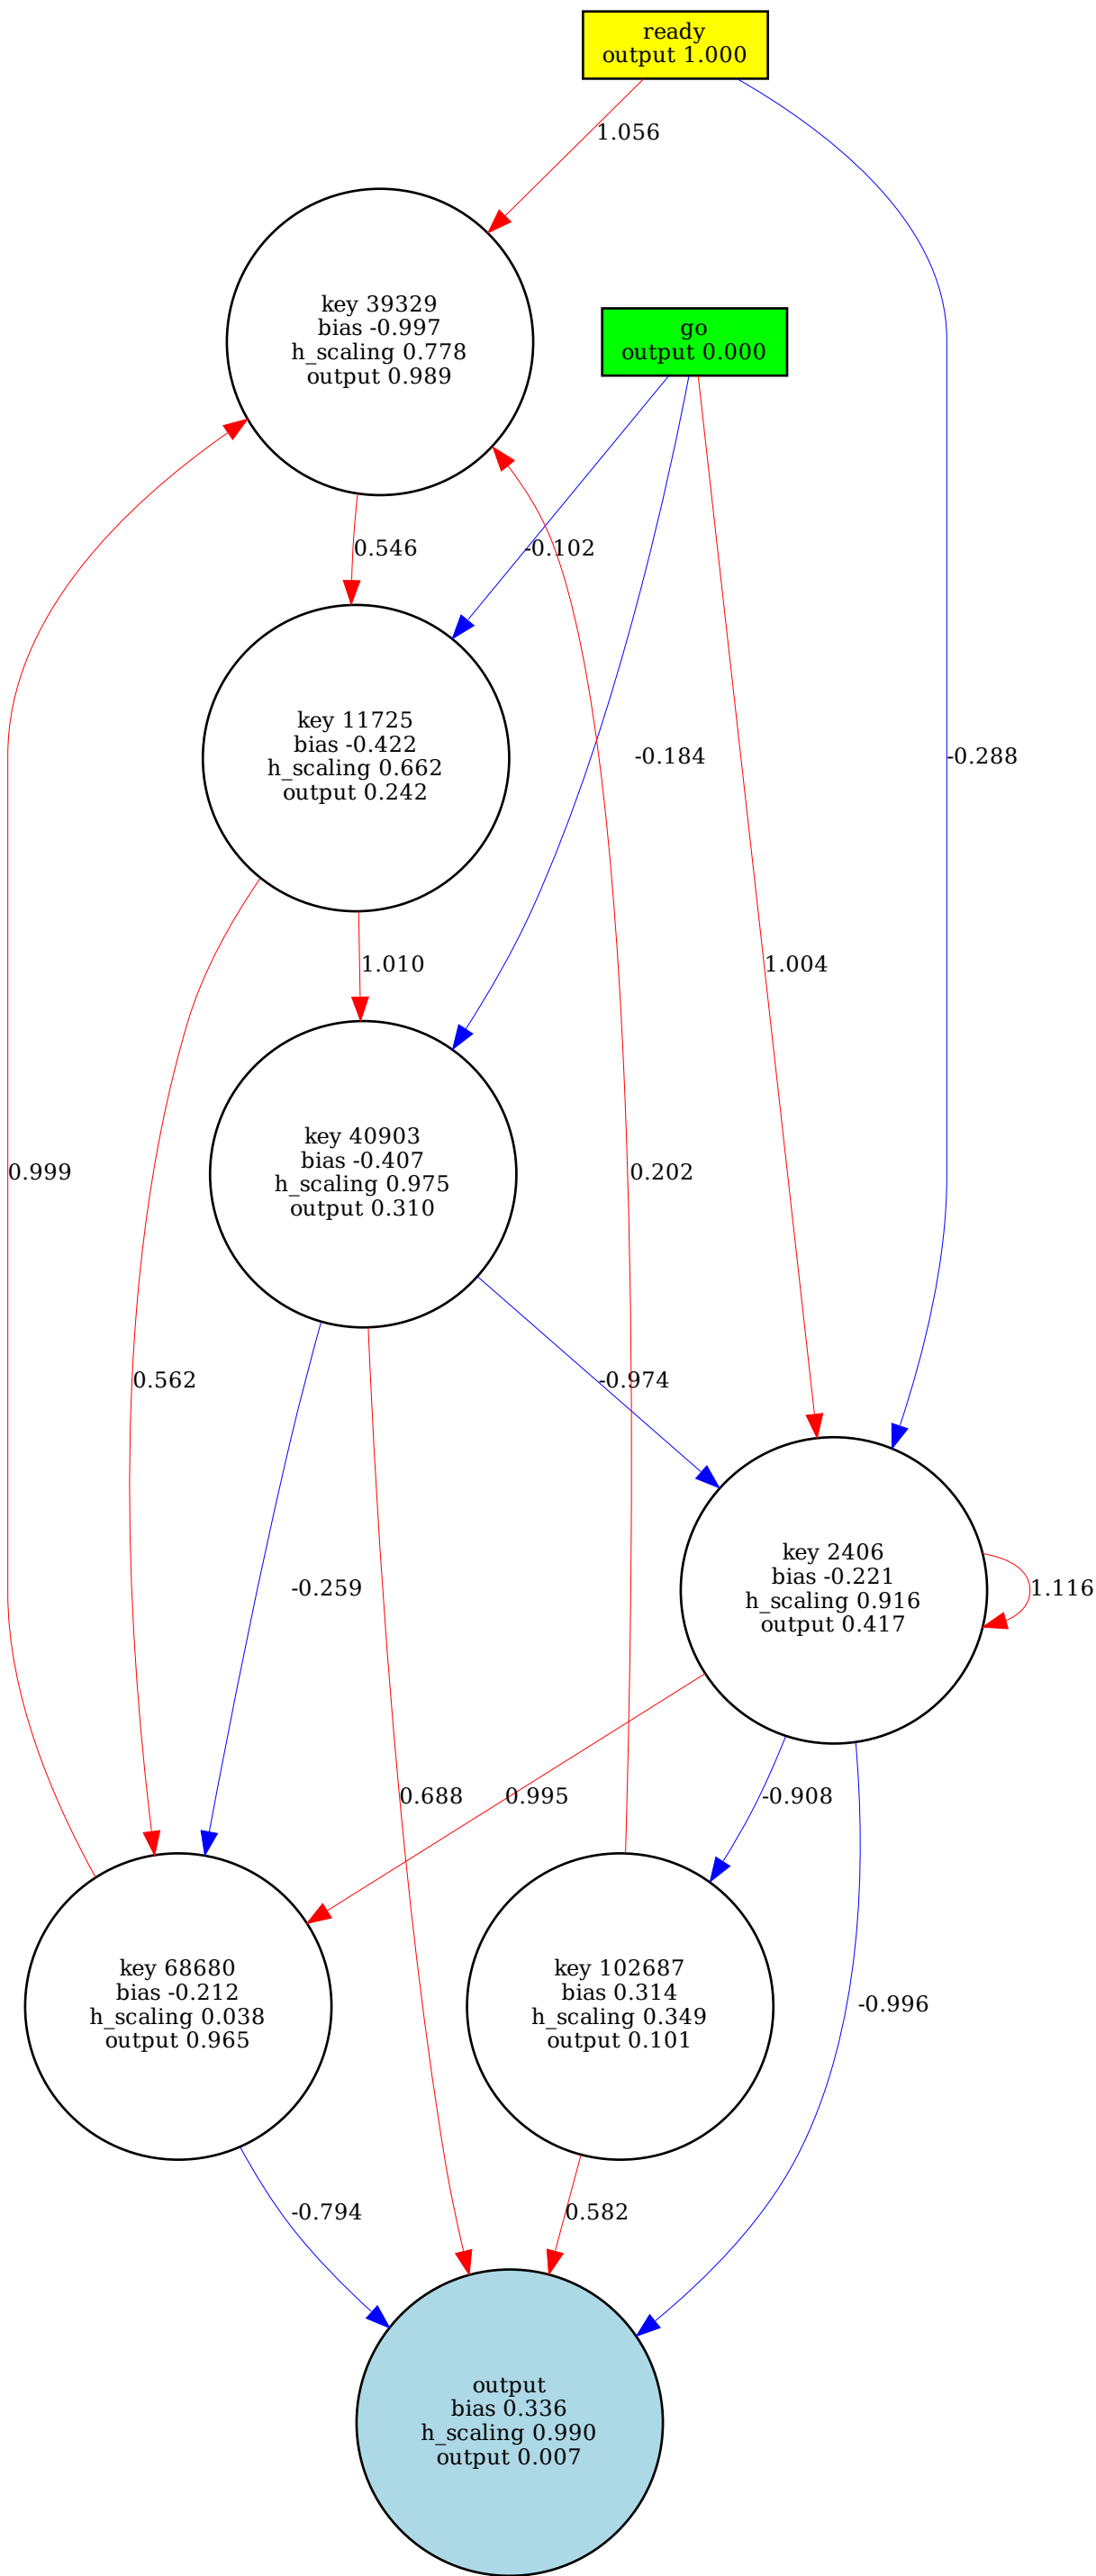 ready
output 1.000
1.056
key 39329
bias -0.997
h_scaling 0.778
output 0.989
go
output 0.000
0.546
-0.102
key 11725
bias -0.422
h_scaling 0.662
output 0.242
-0.184
-0.288
1.010
1.004
key 40903
bias -0.407
h_scaling 0.975
output 0.310
0.999
0.202
0.562
-0.974
key 2406
bias -0.221
h_scaling 0.916
output 0.417
-0.259
1.116
0.688
0.995
-0.908
key 68680
bias -0.212
h_scaling 0.038
output 0.965
key 102687
bias 0.314
h_scaling 0.349
output 0.101
-0.996
-0.794
0.582
output
bias 0.336
h_scaling 0.990
output 0.007